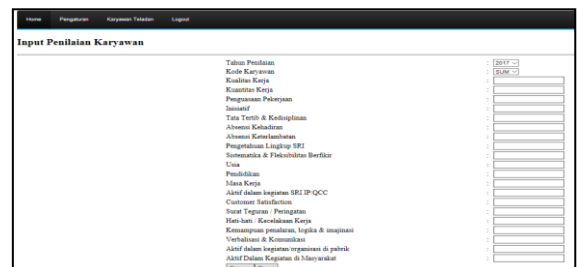 Home Pengaturan Karyawan Teladan Logout
Input Penilaian Karyawan
Tahun Penilaian : 2017
Kode Karyawan : SUM
Kualitas Kerja :
Kuantitas Kerja :
Penguasaan Pekerjaan :
Inisiatif :
Tata Tertib & Kedisiplinan :
Absensi Kehadiran :
Absensi Keterlambatan :
Pengetahuan Lingkup SRI :
Sistematika & Fleksibilitas Berfikir :
Usia :
Pendidikan :
Masa Kerja :
Aktif dalam kegiatan SRI IP/QCC :
Customer Satisfaction :
Surat Teguran / Peringatan :
Hati-hati / Kecelakaan Kerja :
Kemampuan penalaran, logika & imajinasi :
Verbalisasi & Komunikasi :
Aktif dalam kegiatan/organisasi di pabrik :
Aktif Dalam Kegiatan di Masyarakat :